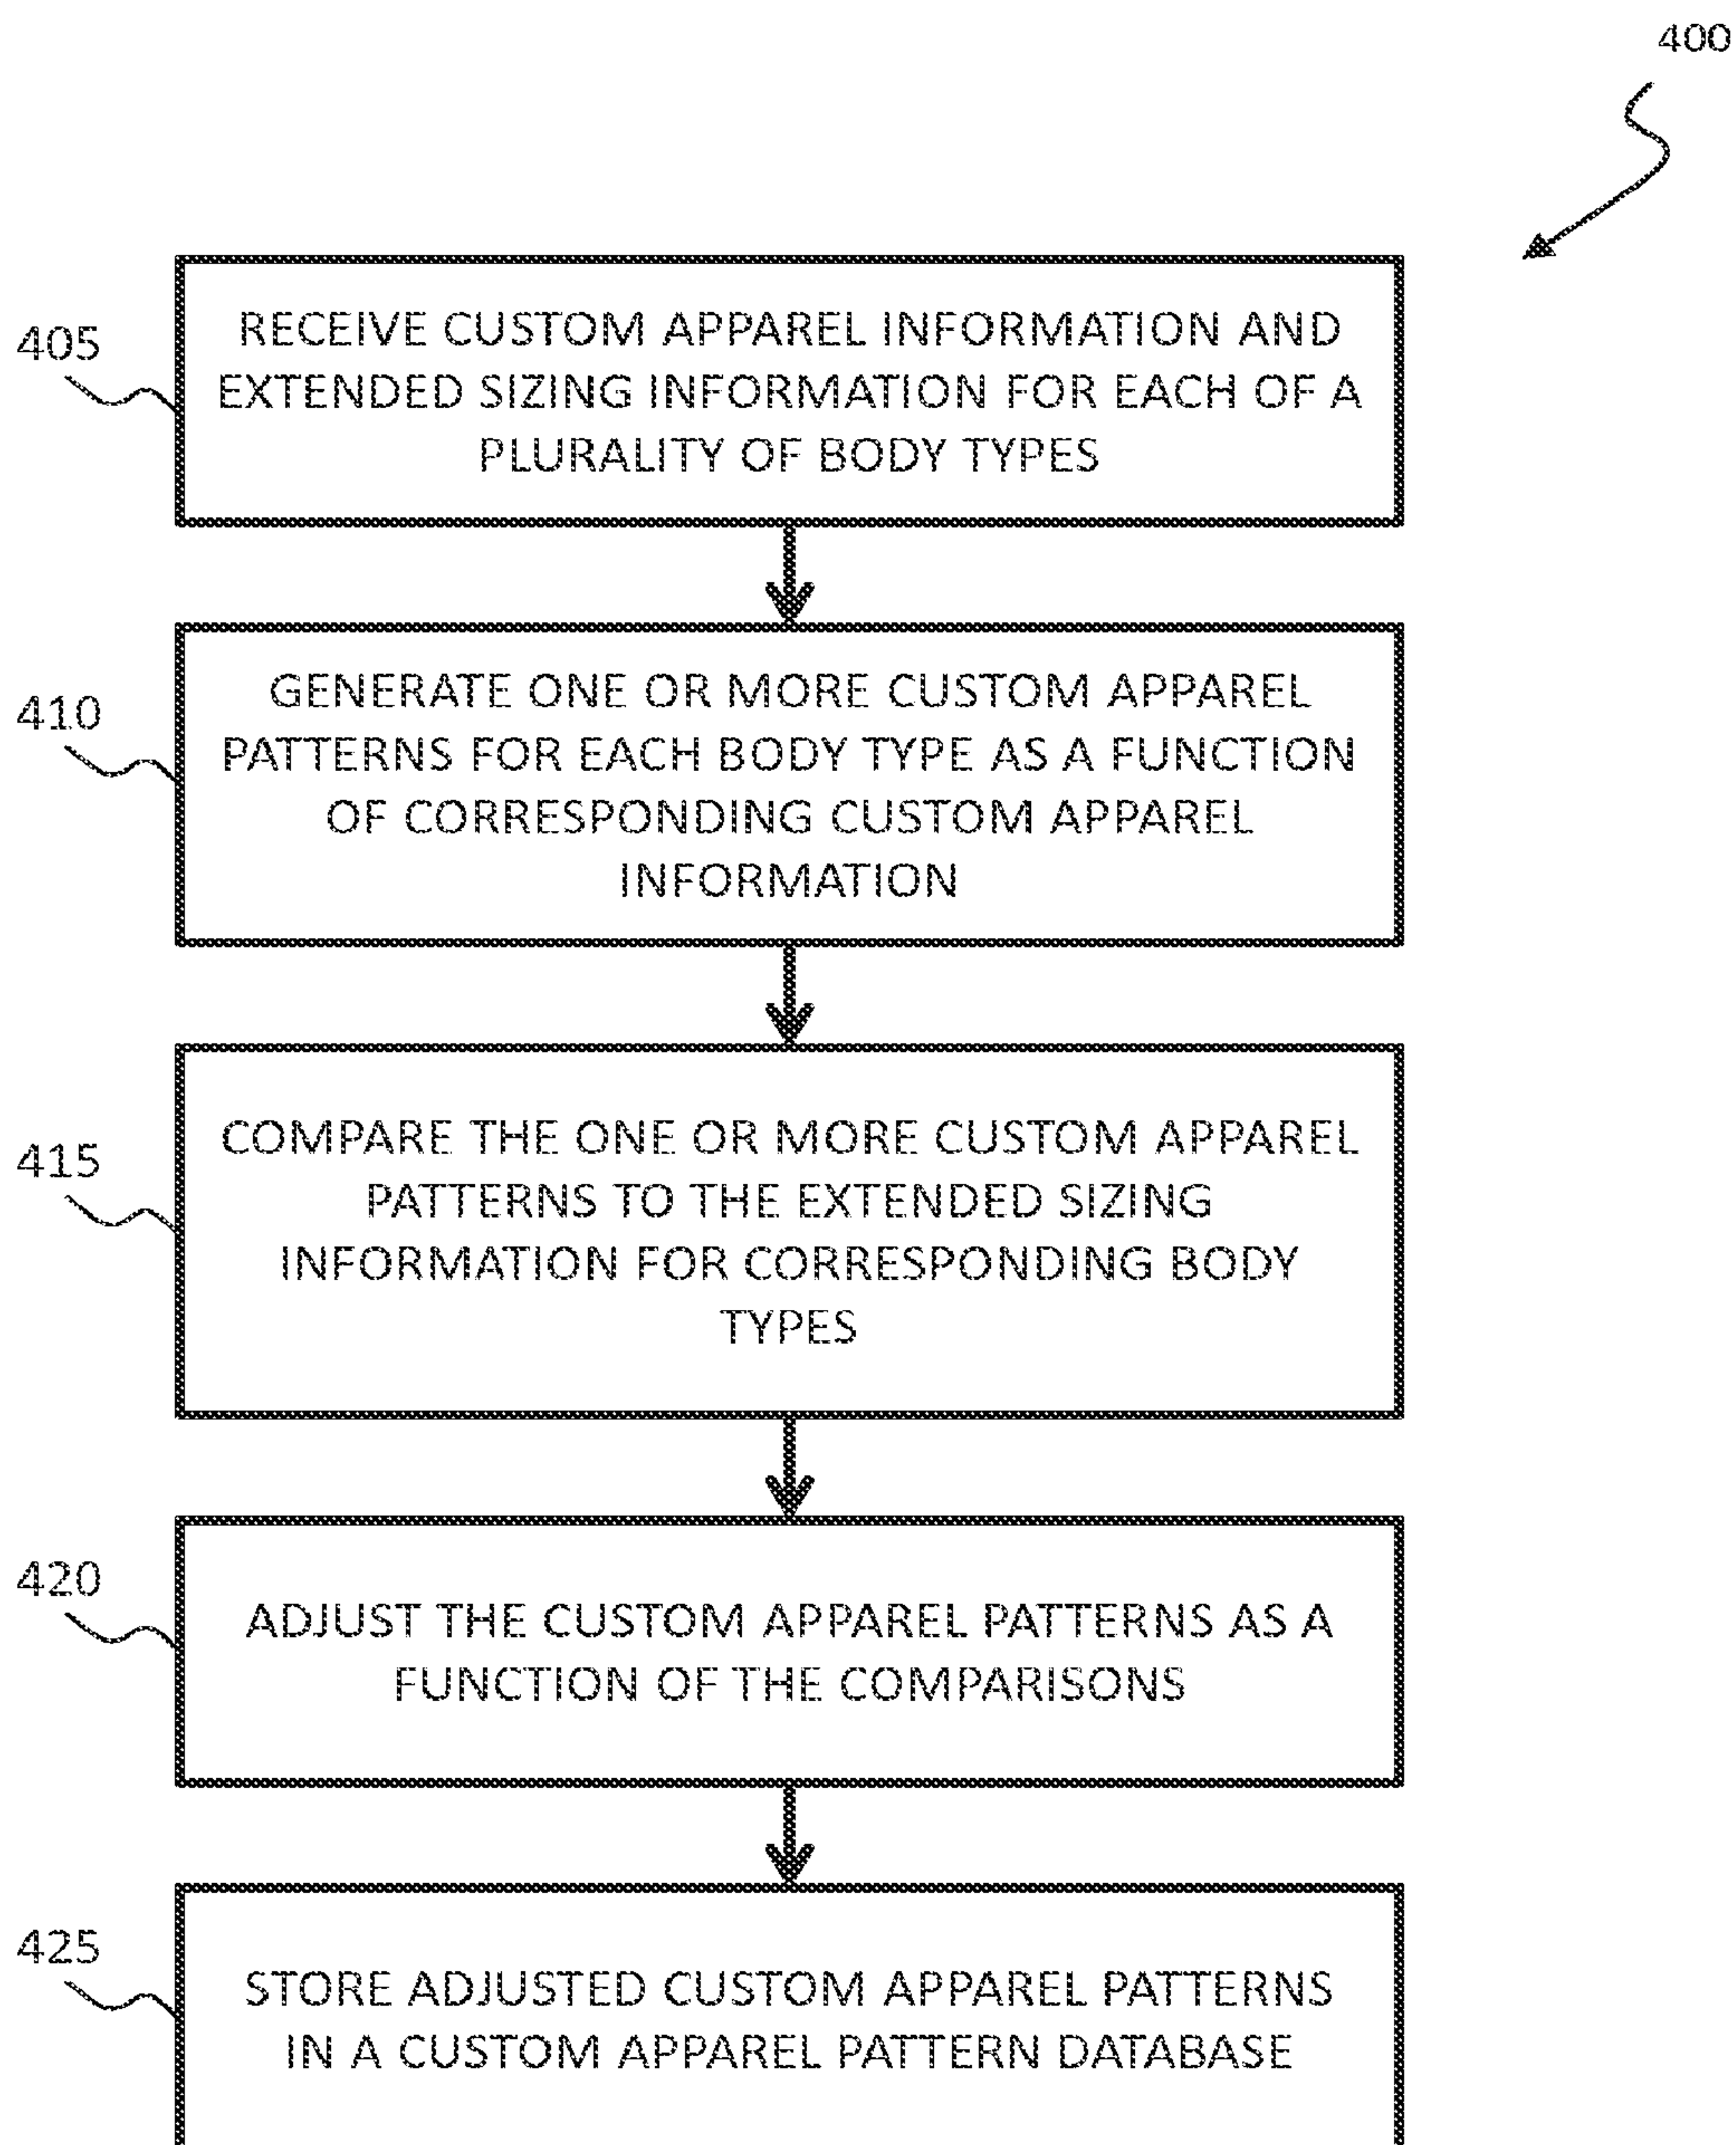 400
405
RECEIVE CUSTOM APPAREL INFORMATION AND
EXTENDED SIZING INFORMATION FOR EACH OF A
PLURALITY OF BODY TYPES
410
GENERATE ONE OR MORE CUSTOM APPAREL
PATTERNS FOR EACH BODY TYPE AS A FUNCTION
OF CORRESPONDING CUSTOM APPAREL
INFORMATION
415
COMPARE THE ONE OR MORE CUSTOM APPAREL
PATTERNS TO THE EXTENDED SIZING
INFORMATION FOR CORRESPONDING BODY
TYPES
420
ADJUST THE CUSTOM APPAREL PATTERNS AS A
FUNCTION OF THE COMPARISONS
425
STORE ADJUSTED CUSTOM APPAREL PATTERNS
IN A CUSTOM APPAREL PATTERN DATABASE